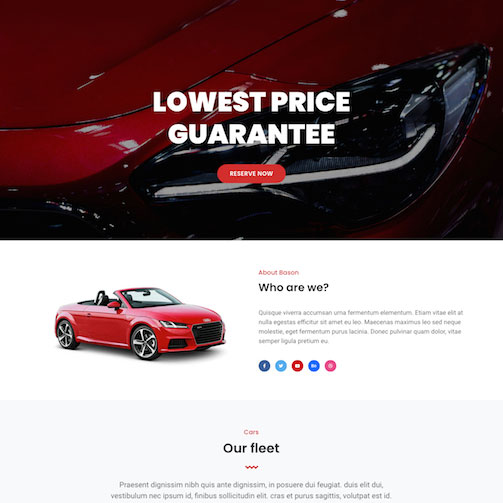 LOWEST PRICE
GUARANTEE
RESERVE NOW
About Bason
Who are we?
Quisque viverra accumsan urna fermentum elementum. Etiam vitae elit at
nulla egestas efficitur sit amet eu leo. Maecenas maximus leo sed neque
molestie, eget fermentum purus lacinia. Donec pulvinar quam dolor, vitae
semper ligula pretium eu.
Cars
Our fleet
Praesent dignissim nibh quis ante dignissim, in posuere dui feugiat. duis elit dui,
vestibulum nec ipsum id, finibus sollicitudin elit. cras et purus sagittis, volutpat est id.